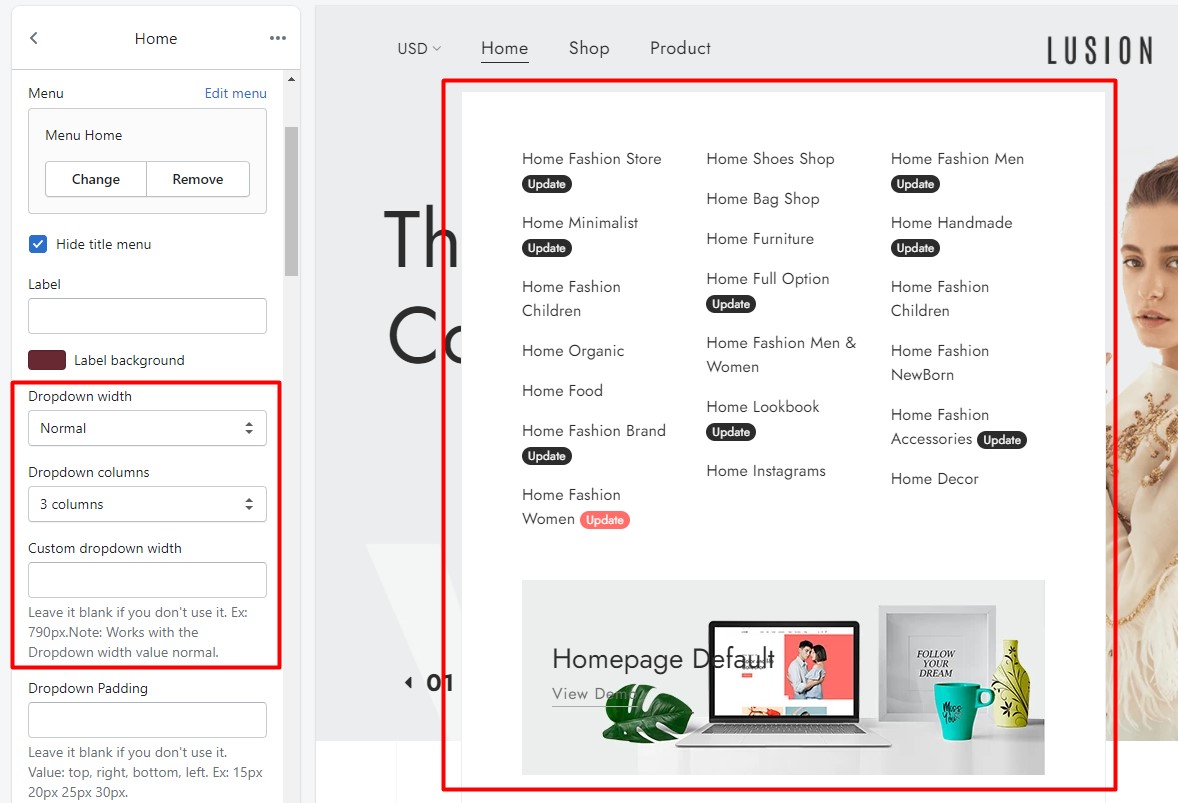 Home
Menu
Edit menu
Menu Home
Change
Remove
Hide title menu
Label
Label background
Dropdown width
Normal
Dropdown columns
3 columns
Custom dropdown width
Leave it blank if you don't use it. Ex:
790px.Note: Works with the
Dropdown width value normal.
Dropdown Padding
Leave it blank if you don't use it.
Value: top, right, bottom, left. Ex: 15px
20px 25px 30px.
USD
Home
Shop
Product
LUSION
Th
Co
01
Home Fashion Store
Update
Home Minimalist
Update
Home Fashion
Children
Home Organic
Home Food
Home Fashion Brand
Update
Home Fashion
Women Update
Home Shoes Shop
Home Bag Shop
Home Furniture
Home Full Option
Update
Home Fashion Men &
Women
Home Lookbook
Update
Home Instagrams
Home Fashion Men
Update
Home Handmade
Update
Home Fashion
Children
Home Fashion
NewBorn
Home Fashion
Accessories Update
Home Decor
Homepage Default
View Demo
FOLLOW
YOUR
DREAM
Miss
You